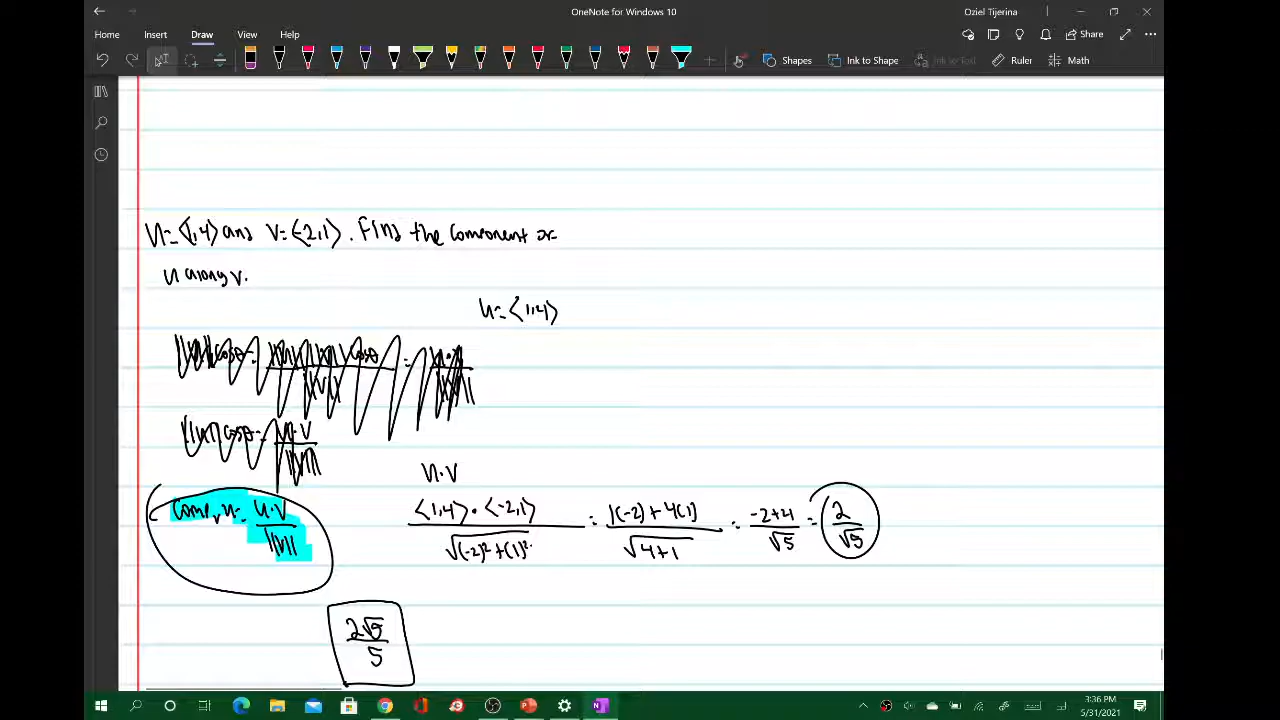 OneNote for Windows 10
Oziel Tijerina
Home Insert Draw View Help
Share
Shapes Ink to Shape Ink to Text Ruler Math
u=⟨1,4⟩ and v=⟨-2,1⟩. Find the component of
u along v.
u=⟨1,4⟩
u·v
comp_v u = u·v / ||v||
⟨1,4⟩·⟨-2,1⟩ / √(-2)²+(1)² = 1(-2)+4(1) / √4+1 = -2+4 / √5 = 2 / √5
2√5 / 5
3:36 PM
5/31/2021